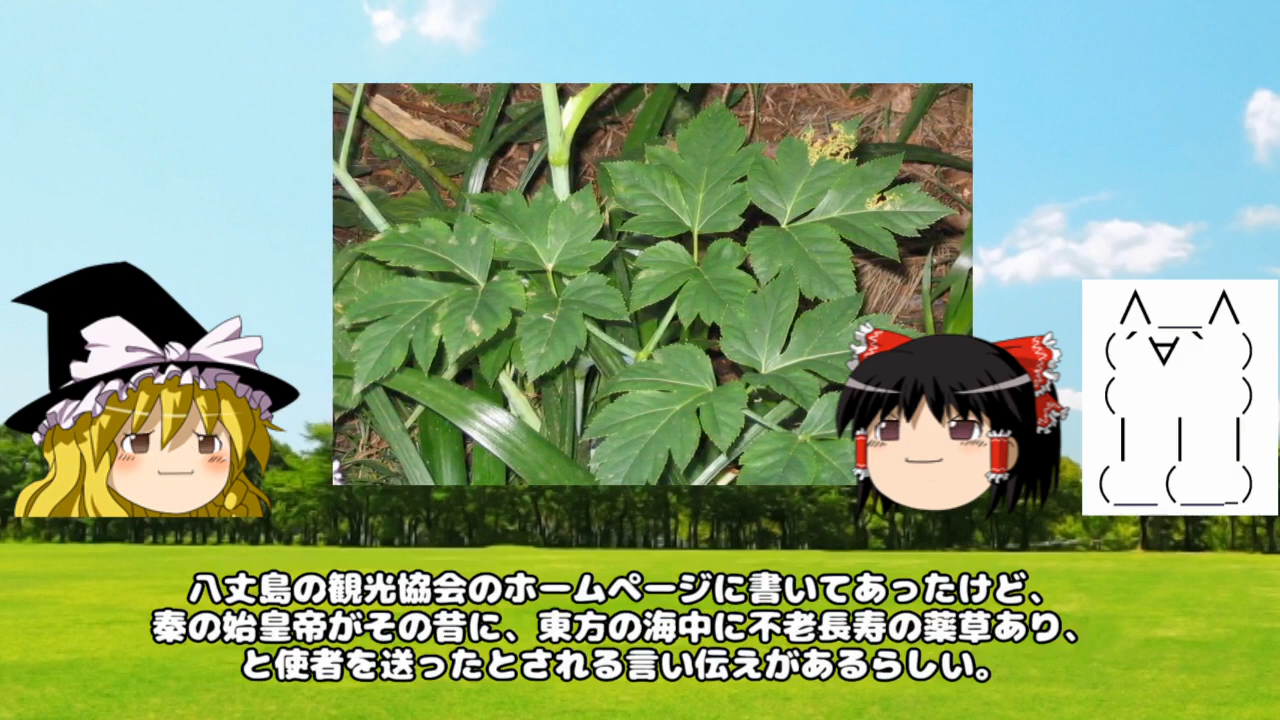 八丈島の観光協会のホームページに書いてあったけど、
秦の始皇帝がその昔に、東方の海中に不老長寿の薬草あり、
と使者を送ったとされる言い伝えがあるらしい。